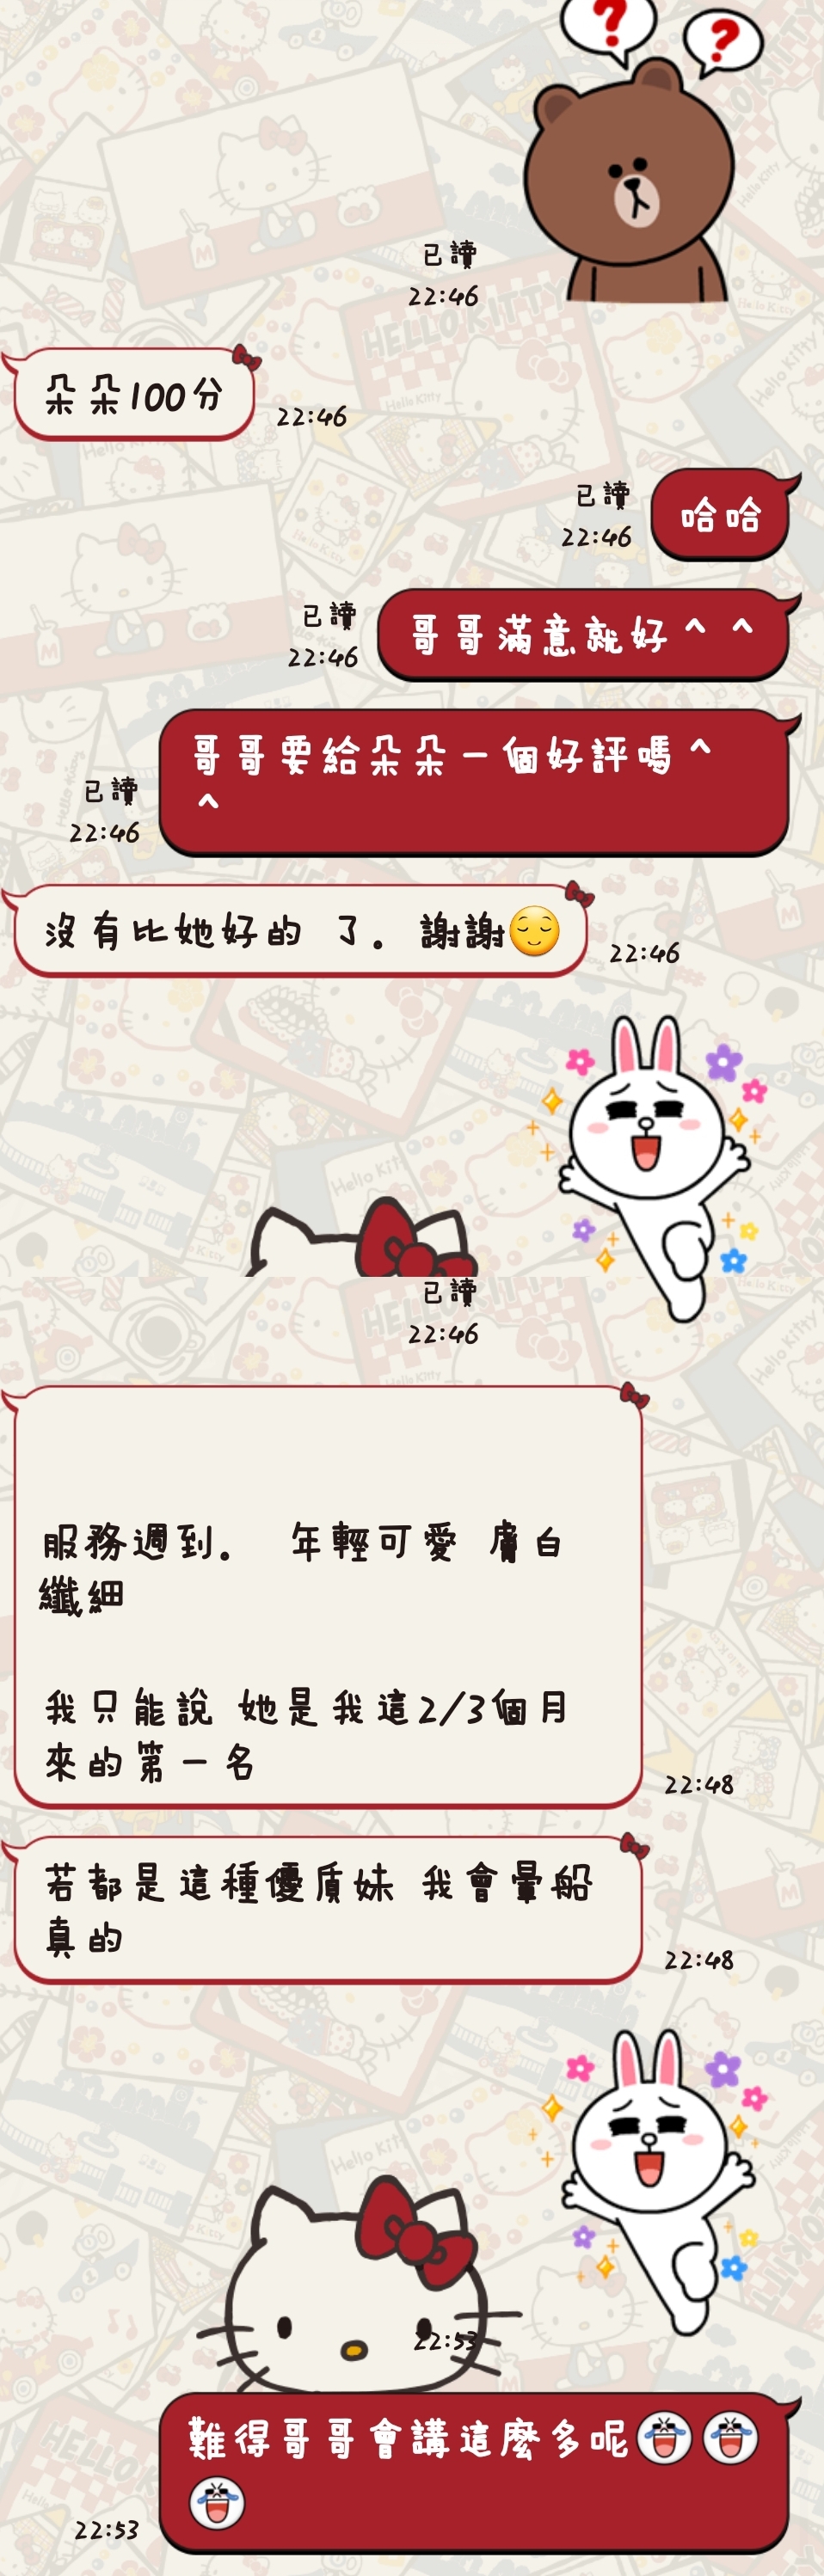 ? ?
已讀
22:46
朵朵100分
22:46
已讀
22:46
哈哈
已讀
22:46
哥哥滿意就好^ ^
哥哥要給朵朵一個好評嗎^
^
已讀
22:46
沒有比她好的 了。 謝謝😌
22:46
已讀
22:46
服務週到。 年輕可愛 膚白
纖細
我只能說 她是我這2/3個月
來的第一名
22:48
若都是這種優質妹 我會暈船
真的
22:48
22:53
難得哥哥會講這麼多呢
22:53